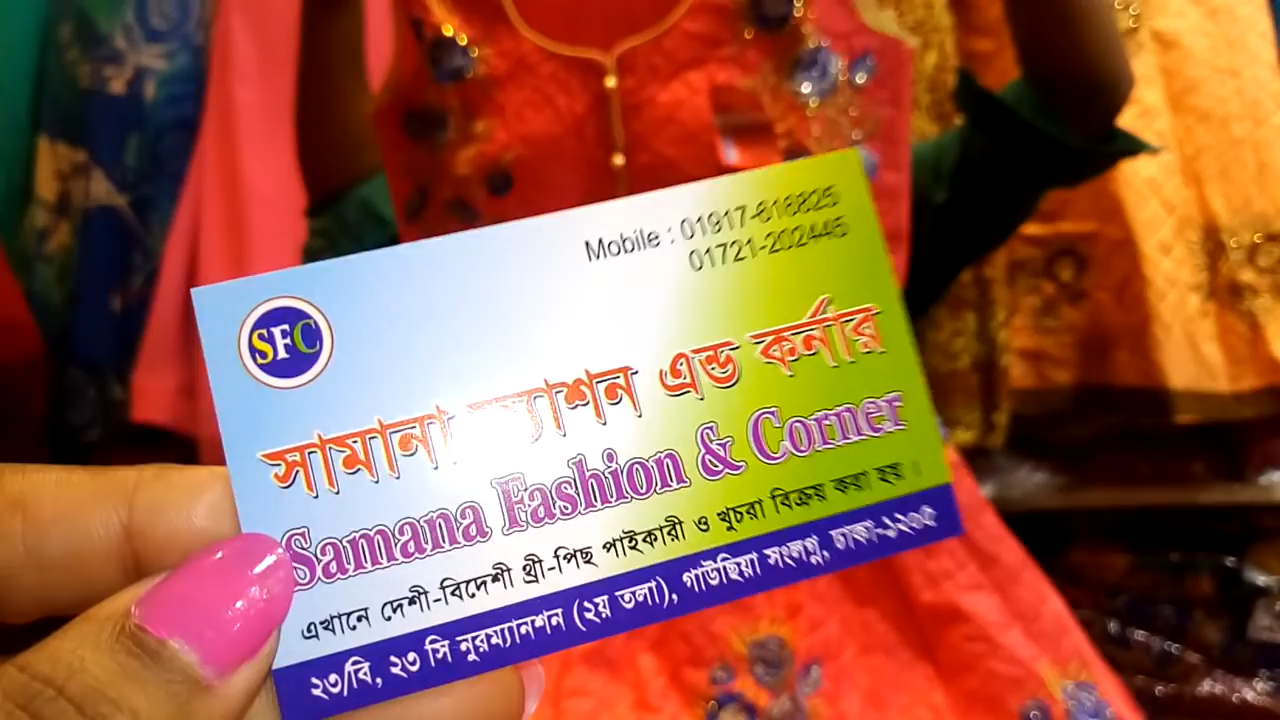 Mobile : 01917-616825
01721-202445
SFC
সামানা ফ্যাশন এন্ড কর্নার
Samana Fashion & Corner
এখানে দেশী-বিদেশী থ্রী-পিছ পাইকারী ও খুচরা বিক্রয় করা হয় ।
২৩/বি, ২৩ সি নুরম্যানশন (২য় তলা), গাউছিয়া সংলগ্ন, ঢাকা-১২০৫